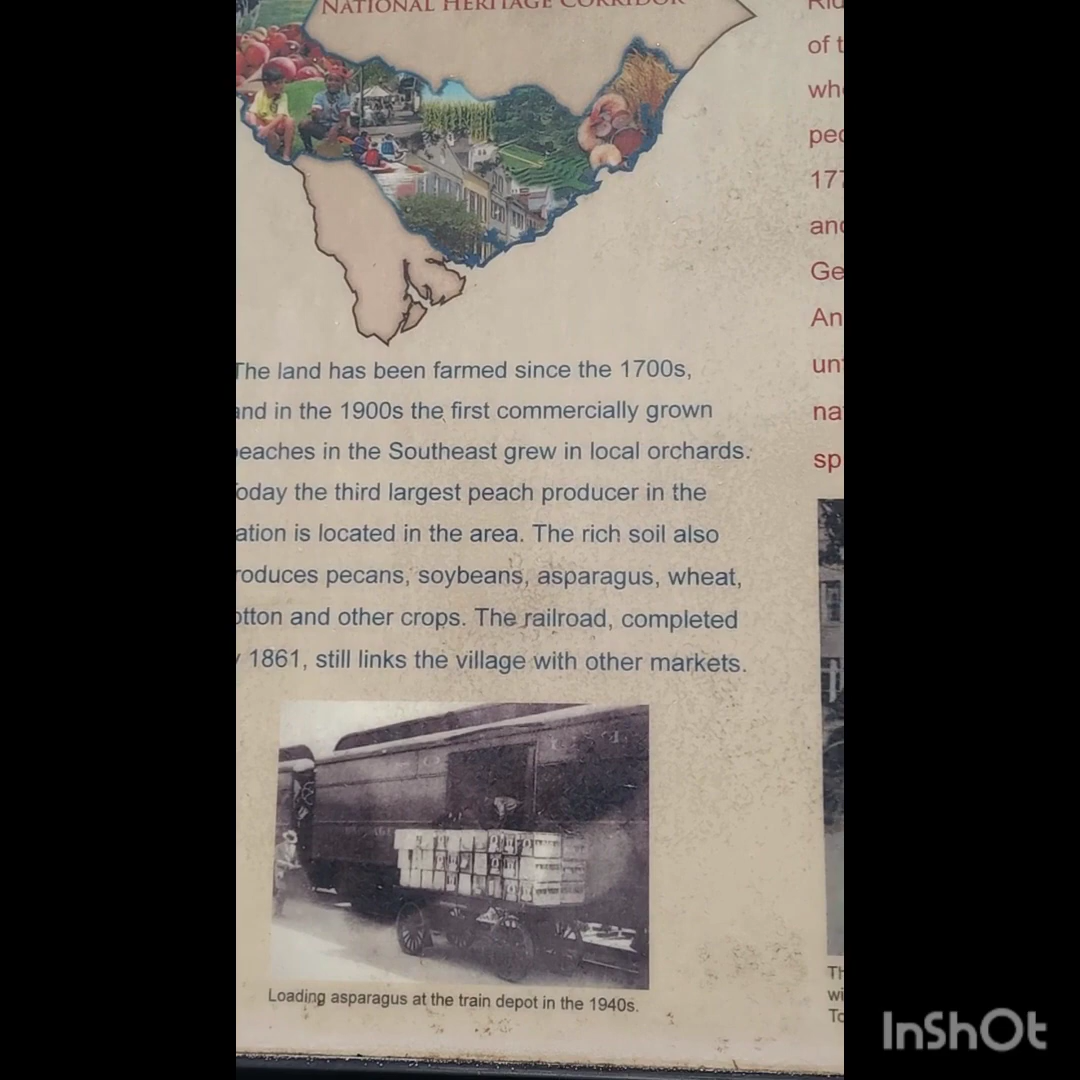 NATIONAL HERITAGE CORRIDOR
The land has been farmed since the 1700s,
and in the 1900s the first commercially grown
eaches in the Southeast grew in local orchards.
oday the third largest peach producer in the
ation is located in the area. The rich soil also
roduces pecans, soybeans, asparagus, wheat,
otton and other crops. The railroad, completed
1861, still links the village with other markets.
Loading asparagus at the train depot in the 1940s.
of t
wh
177
and
Ge
An
un
na
sp
Th
wi
To
InShOt